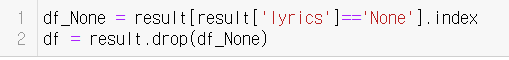 1 df_None = result[result['lyrics']=='None'].index
2 df = result.drop(df_None)